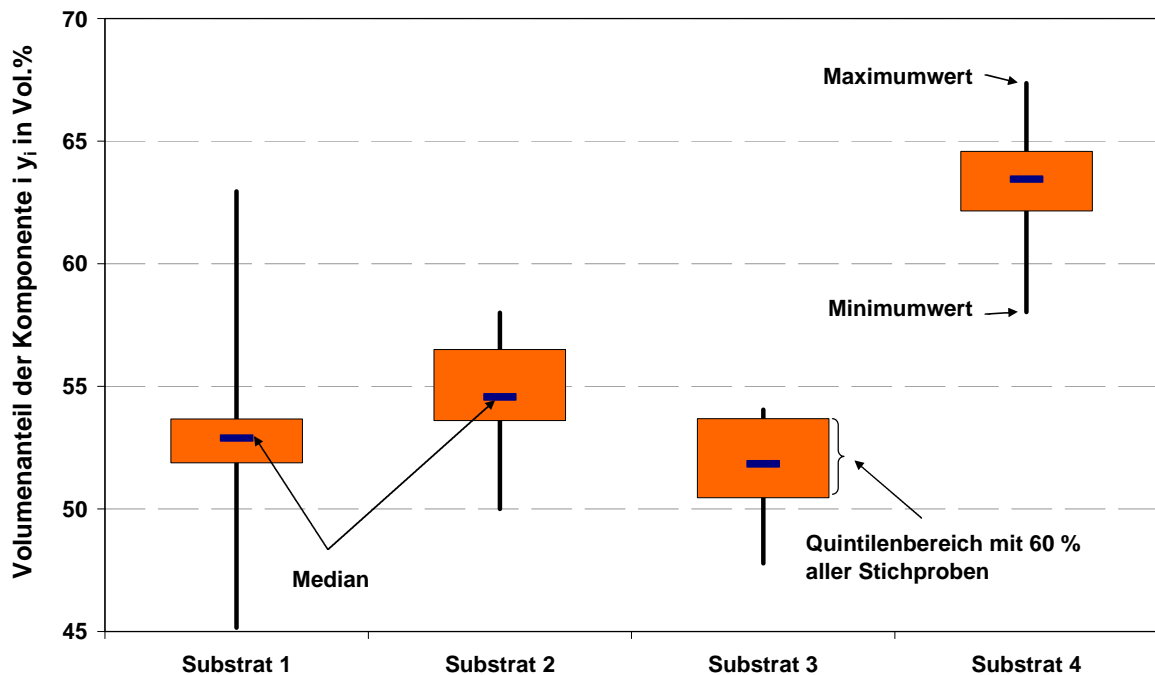 Volumenanteil der Komponente i yi in Vol.%
70
65
60
55
50
45
Maximumwert
Minimumwert
Median
Quintilenbereich mit 60 %
aller Stichproben
Substrat 1
Substrat 2
Substrat 3
Substrat 4